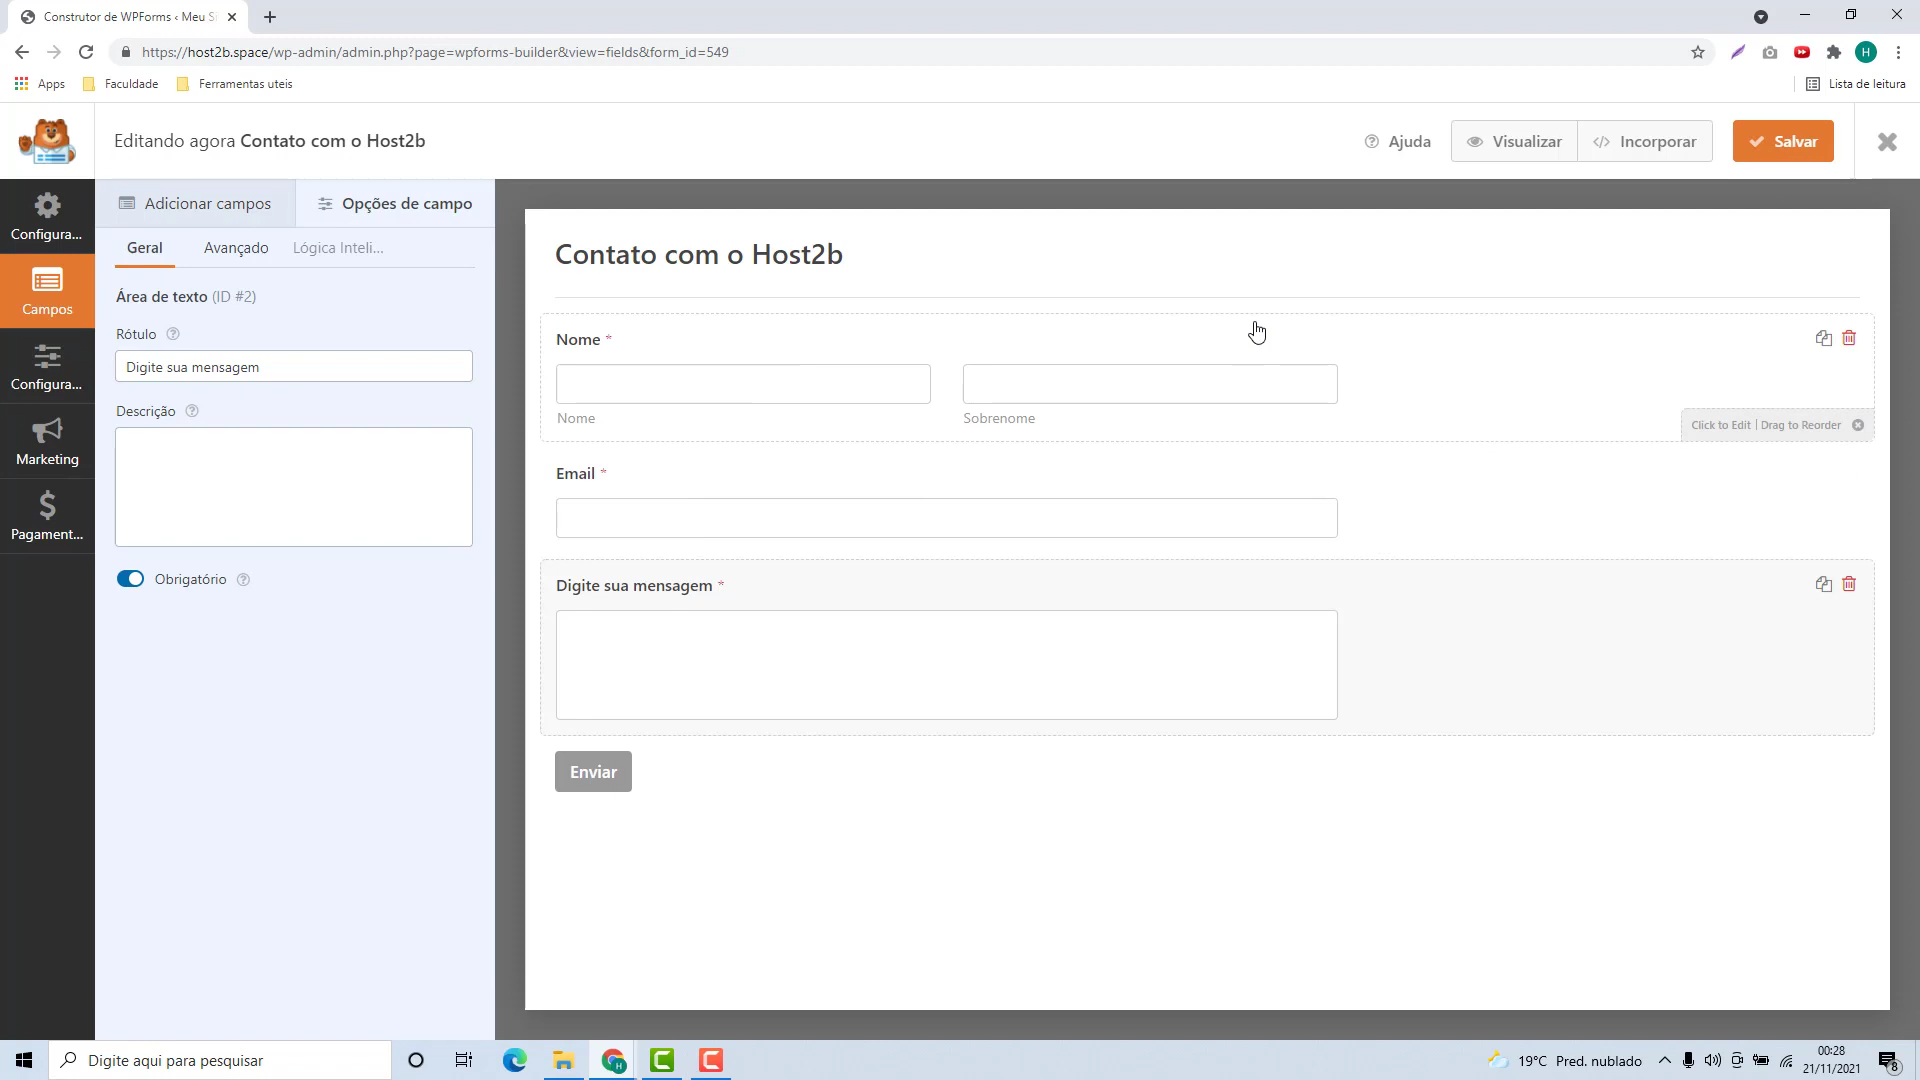 Construtor de WPForms ‹ Meu S
https://host2b.space/wp-admin/admin.php?page=wpforms-builder&view=fields&form_id=549
H
Apps
Faculdade
Ferramentas uteis
Lista de leitura
Editando agora Contato com o Host2b
Ajuda
Visualizar
Incorporar
Salvar
Configura...
Campos
Configura...
Marketing
Pagament...
Adicionar campos
Opções de campo
Geral
Avançado
Lógica Inteli...
Área de texto (ID #2)
Rótulo
Digite sua mensagem
Descrição
Obrigatório
Contato com o Host2b
Nome *
Nome
Sobrenome
Click to Edit | Drag to Reorder
Email *
Digite sua mensagem *
Enviar
Digite aqui para pesquisar
19°C Pred. nublado
00:28
21/11/2021
8